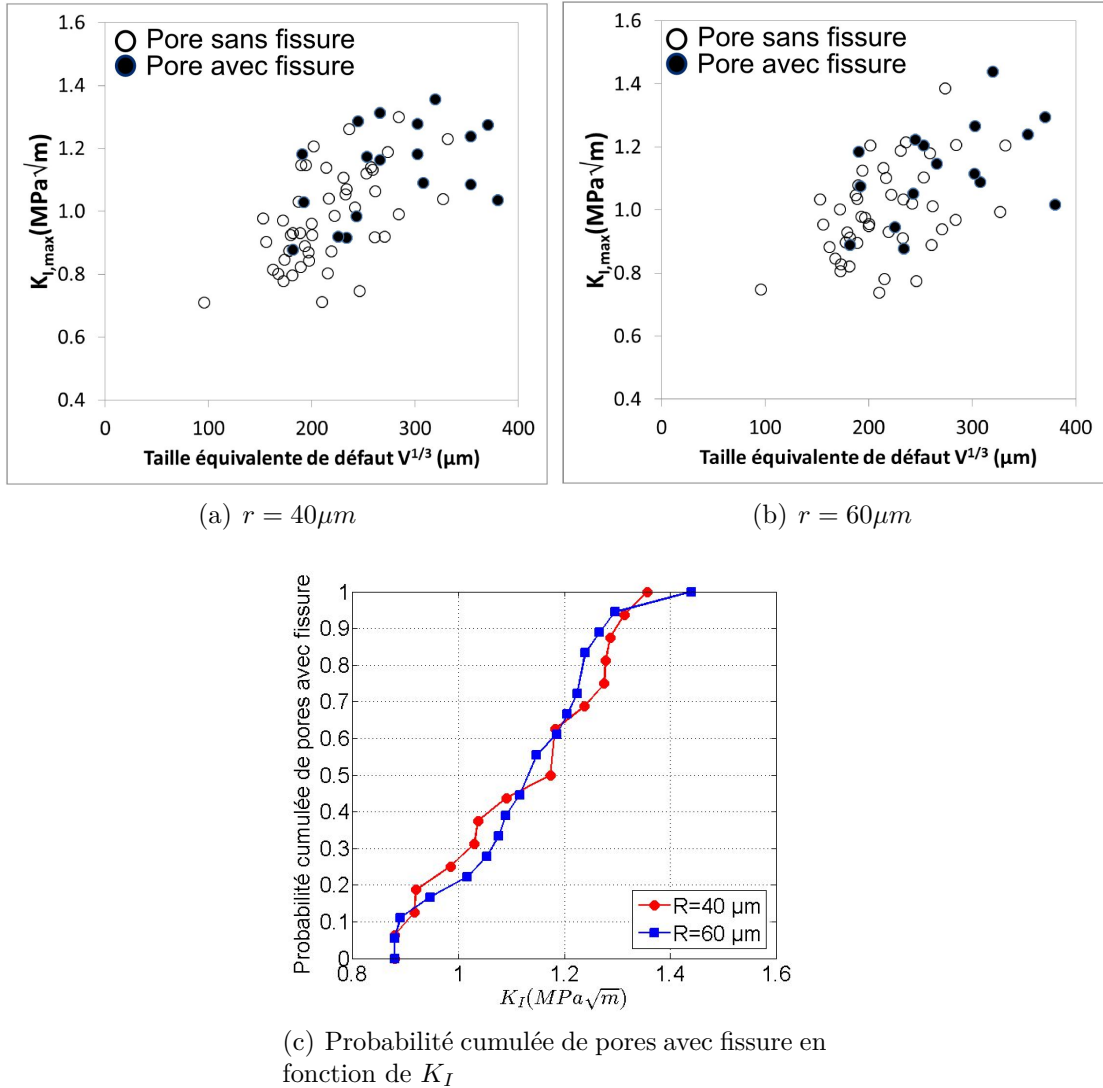 1.6
1.4
1.2
1.0
0.8
0.6
0.4
K_{I,max}(MPa√m)
Pore sans fissure
Pore avec fissure
0 100 200 300 400
Taille équivalente de défaut V^{1/3} (µm)
(a) r = 40µm
1.6
1.4
1.2
1.0
0.8
0.6
0.4
K_{I,max}(MPa√m)
Pore sans fissure
Pore avec fissure
0 100 200 300 400
Taille équivalente de défaut V^{1/3} (µm)
(b) r = 60µm
Probabilité cumulée de pores avec fissure
1
0.9
0.8
0.7
0.6
0.5
0.4
0.3
0.2
0.1
0
R=40 µm
R=60 µm
0.8 1 1.2 1.4 1.6
K_I(MPa√m)
(c) Probabilité cumulée de pores avec fissure en
fonction de K_I